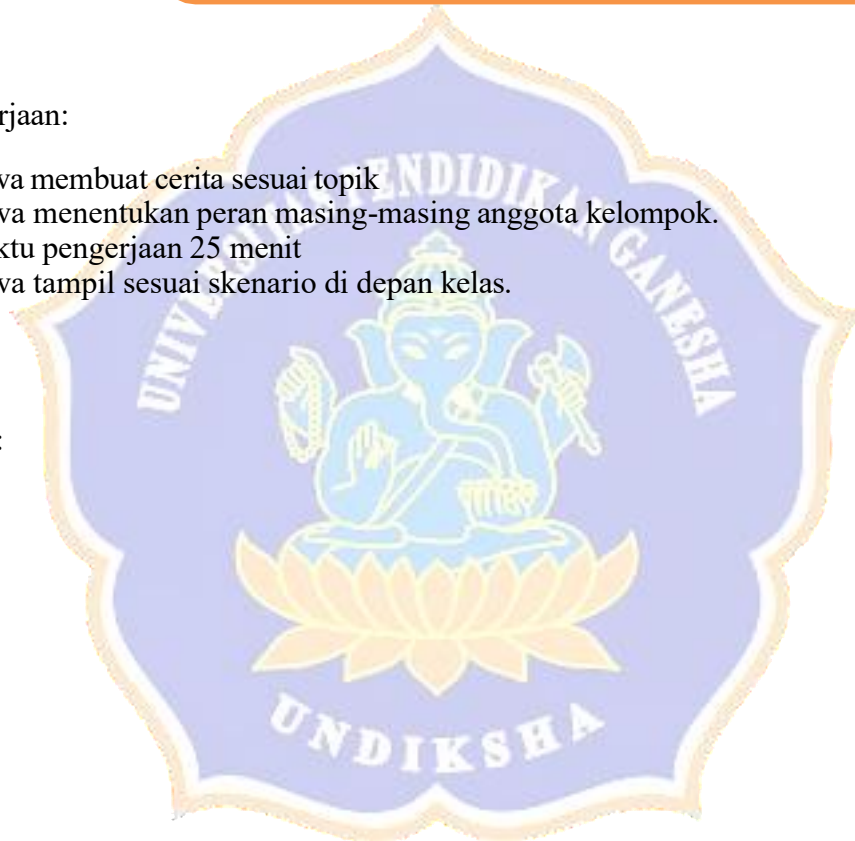 rjaan:
va membuat cerita sesuai topik
va menentukan peran masing-masing anggota kelompok.
ktu pengerjaan 25 menit
va tampil sesuai skenario di depan kelas.
:
UNIVERSITAS PENDIDIKAN GANESHA
UNDIKSHA